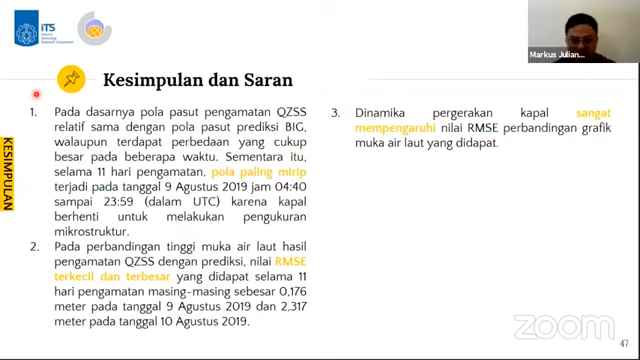 ITS
Institut
Teknologi
Sepuluh Nopember
Markus Julian...
Kesimpulan dan Saran
KESIMPULAN
1. Pada dasarnya pola pasut pengamatan QZSS
relatif sama dengan pola pasut prediksi BIG,
walaupun terdapat perbedaan yang cukup
besar pada beberapa waktu. Sementara itu,
selama 11 hari pengamatan, pola paling mirip
terjadi pada tanggal 9 Agustus 2019 jam 04:40
sampai 23:59 (dalam UTC) karena kapal
berhenti untuk melakukan pengukuran
mikrostruktur.
2. Pada perbandingan tinggi muka air laut hasil
pengamatan QZSS dengan prediksi, nilai RMSE
terkecil dan terbesar yang didapat selama 11
hari pengamatan masing-masing sebesar 0,176
meter pada tanggal 9 Agustus 2019 dan 2,317
meter pada tanggal 10 Agustus 2019.
3. Dinamika pergerakan kapal sangat
mempengaruhi nilai RMSE perbandingan grafik
muka air laut yang didapat.
zoom
47